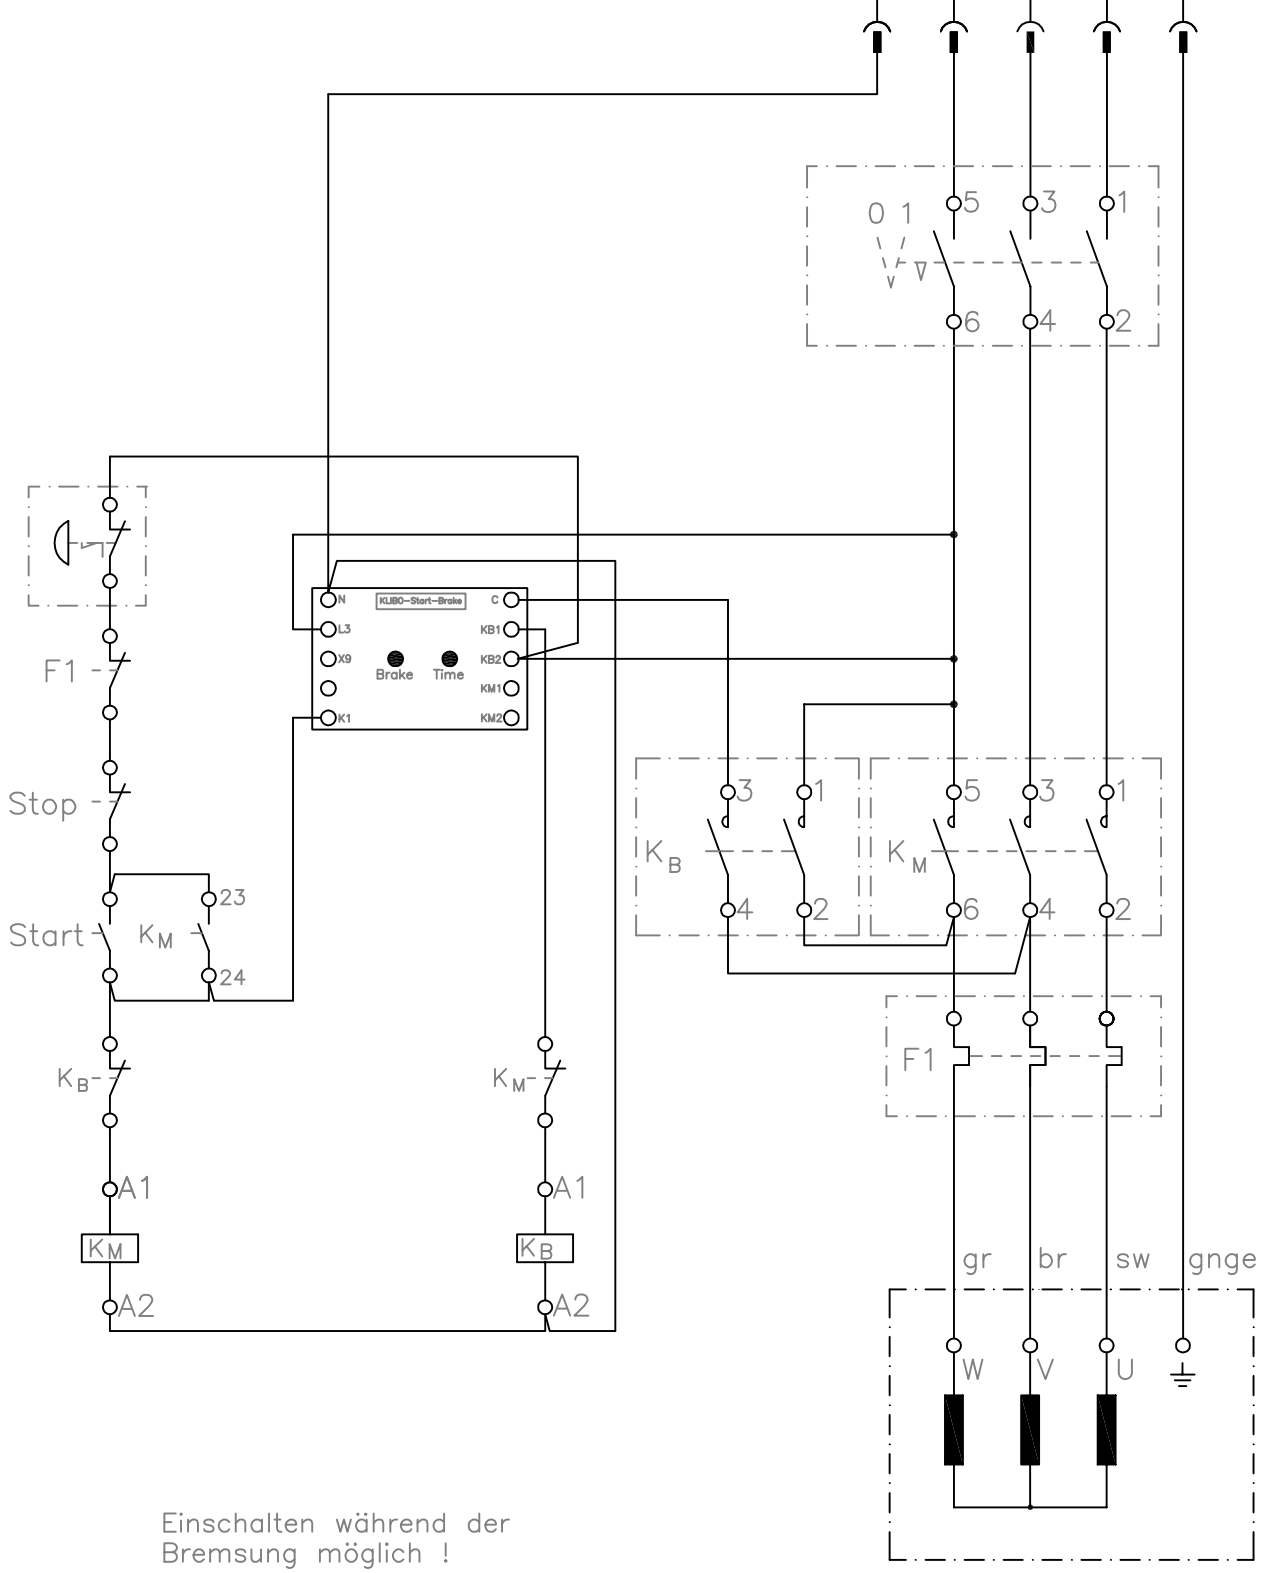 5 3 1
0 1
6 4 2
N KLIBO-Start-Brake C
L3 KB1
X9 KB2
Brake Time
KM1
K1 KM2
F1
Stop
3 1 5 3 1
KB KM
4 2 6 4 2
23
Start KM
24
F1
KB KM
A1 A1
KM KB
A2 A2
gr br sw gnge
W V U
Einschalten während der
Bremsung möglich !